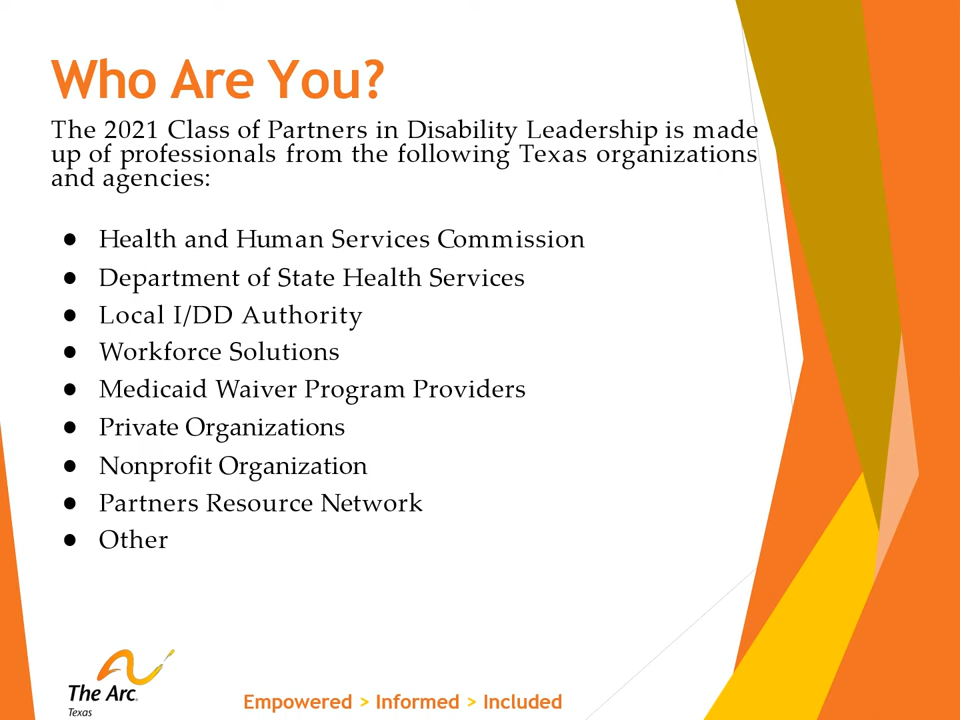 Who Are You?
The 2021 Class of Partners in Disability Leadership is made
up of professionals from the following Texas organizations
and agencies:
● Health and Human Services Commission
● Department of State Health Services
● Local I/DD Authority
● Workforce Solutions
● Medicaid Waiver Program Providers
● Private Organizations
● Nonprofit Organization
● Partners Resource Network
● Other
The Arc.
Texas
Empowered > Informed > Included